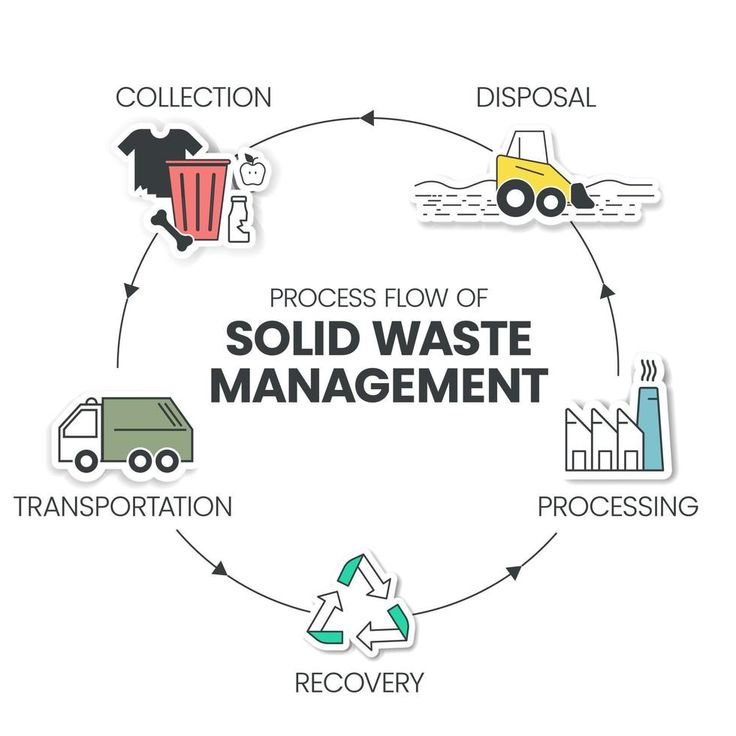 COLLECTION
DISPOSAL
PROCESS FLOW OF
SOLID WASTE
MANAGEMENT
TRANSPORTATION
PROCESSING
RECOVERY